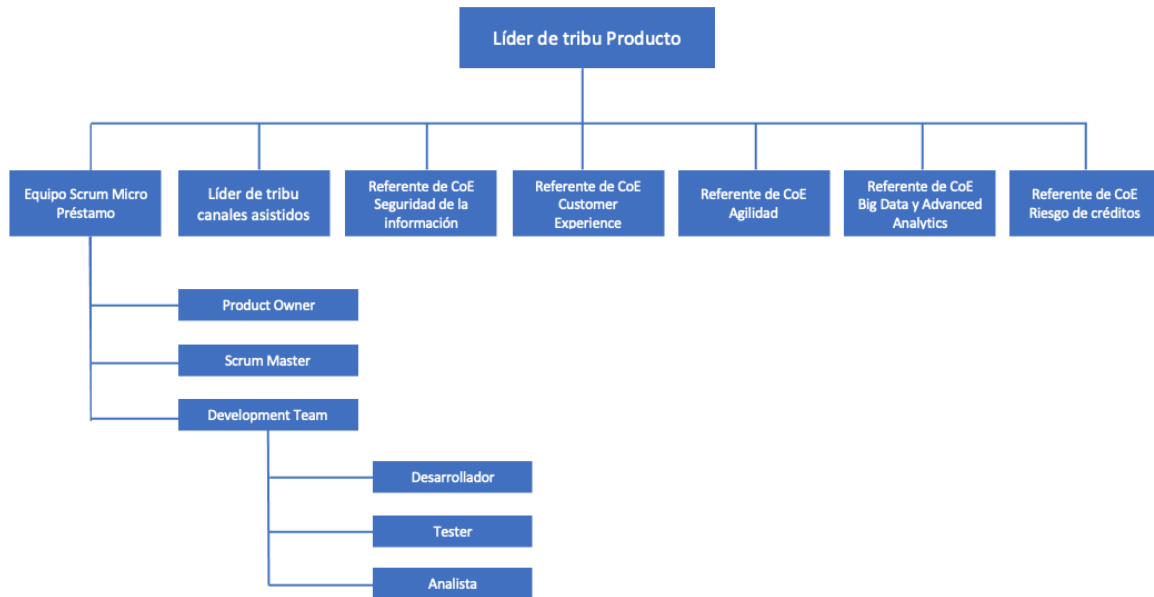 Líder de tribu Producto
Equipo Scrum Micro
Préstamo
Líder de tribu
canales asistidos
Referente de CoE
Seguridad de la
información
Referente de CoE
Customer
Experience
Referente de CoE
Agilidad
Referente de CoE
Big Data y Advanced
Analytics
Referente de CoE
Riesgo de créditos
Product Owner
Scrum Master
Development Team
Desarrollador
Tester
Analista